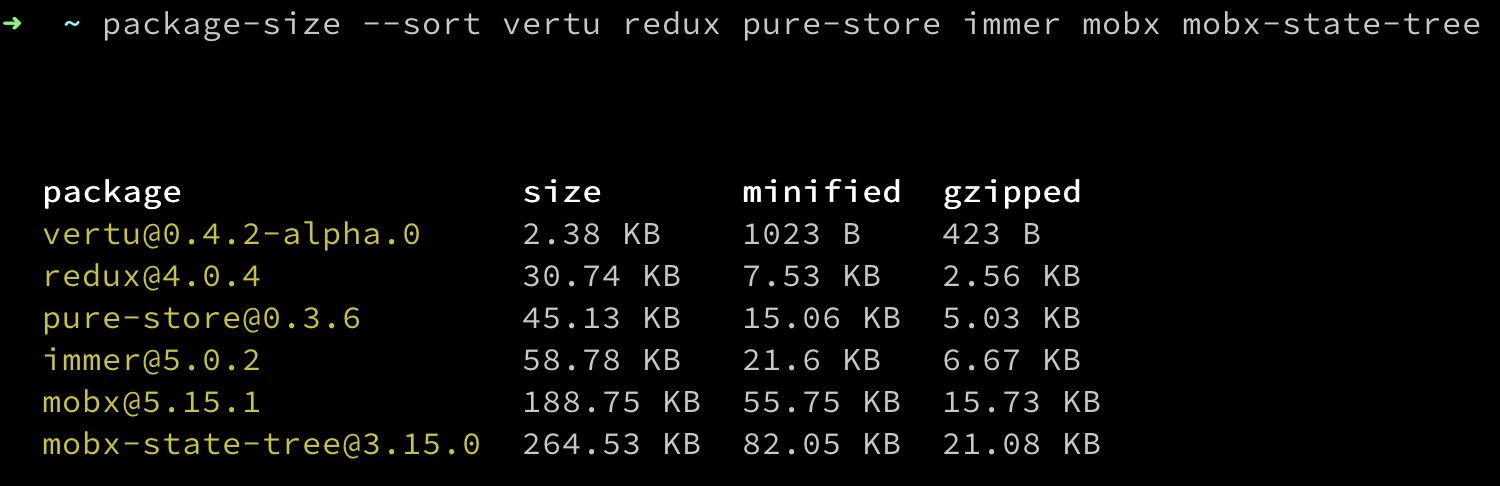 ➜ ~ package-size --sort vertu redux pure-store immer mobx mobx-state-tree
package size minified gzipped
vertu@0.4.2-alpha.0 2.38 KB 1023 B 423 B
redux@4.0.4 30.74 KB 7.53 KB 2.56 KB
pure-store@0.3.6 45.13 KB 15.06 KB 5.03 KB
immer@5.0.2 58.78 KB 21.6 KB 6.67 KB
mobx@5.15.1 188.75 KB 55.75 KB 15.73 KB
mobx-state-tree@3.15.0 264.53 KB 82.05 KB 21.08 KB